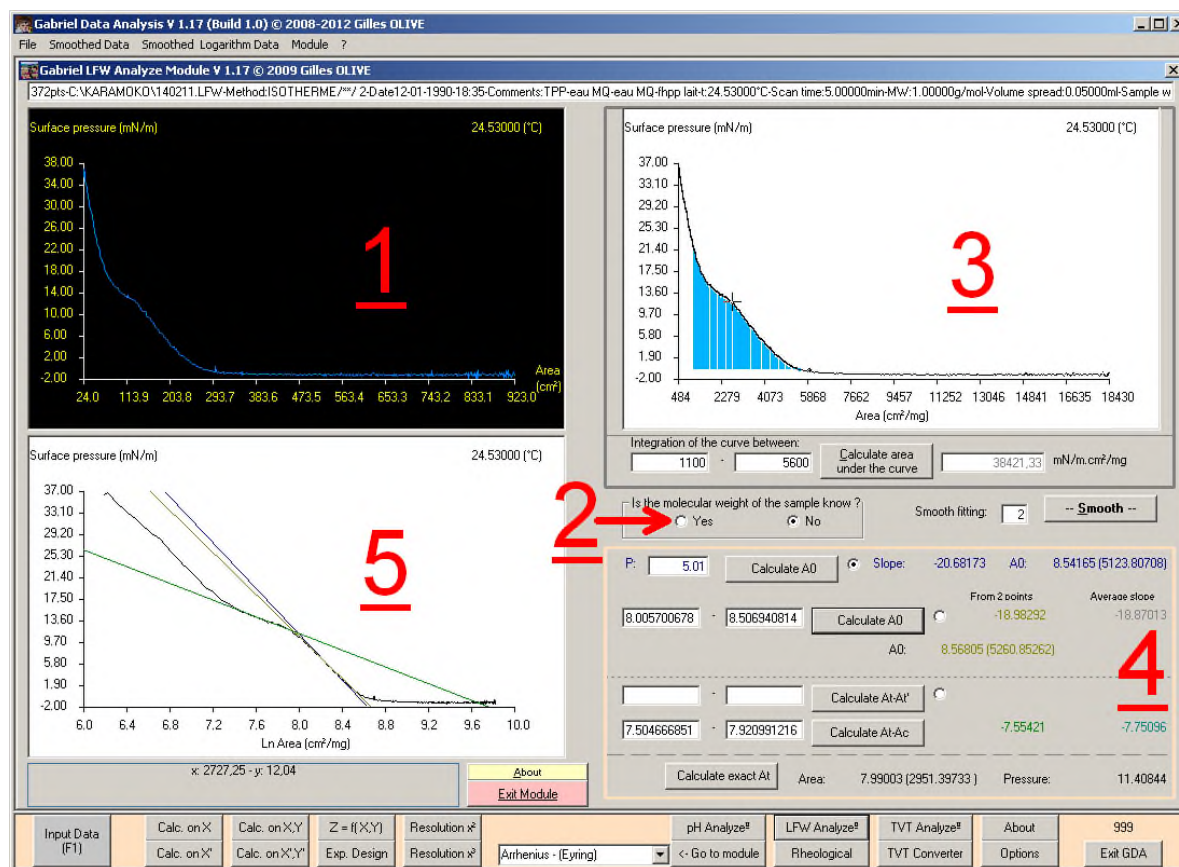 Gabriel Data Analysis V 1.17 (Build 1.0) © 2008-2012 Gilles OLIVE
File Smoothed Data Smoothed Logarithm Data Module ?
Gabriel LFW Analyze Module V 1.17 © 2009 Gilles OLIVE
372pts-C:\KARAMOKO\140211.LFW-Method:ISOTHERME/**/ 2-Date12-01-1990-18:35-Comments:TPP-eau MQ-eau MQ-fhpp lait-t:24.53000°C-Scan time:5.00000min-MW:1.00000g/mol-Volume spread:0.05000ml-Sample w
Surface pressure (mN/m) 24.53000 (°C)
38.00
33.10
29.20
26.00
22.00
18.00
14.00
10.00
6.00
2.00
-2.00
24.0 113.9 203.8 293.7 383.6 473.5 563.4 653.3 743.2 833.1 923.0
Area
(cm²)
1
Surface pressure (mN/m) 24.53000 (°C)
37.00
33.10
29.20
25.30
21.40
17.50
13.60
9.70
5.80
1.90
-2.00
484 2279 4073 5868 7662 9457 11252 13046 14841 16635 18430
Area (cm²/mg)
3
Integration of the curve between:
1100 - 5600
Calculate area
under the curve
38421,33 mN/m.cm²/mg
Surface pressure (mN/m) 24.53000 (°C)
37.00
33.10
29.20
25.30
21.40
17.50
13.60
9.70
5.80
1.90
-2.00
6.0 6.4 6.8 7.2 7.6 8.0 8.4 8.8 9.2 9.6 10.0
Ln Area (cm²/mg)
5
2
Is the molecular weight of the sample know ?
Yes No
Smooth fitting: 2
-- Smooth --
P: 5.01 Calculate A0 Slope: -20.68173 A0: 8.54165 (5123.80708)
From 2 points Average slope
8.005700678 - 8.506940814 Calculate A0 -18.98292 -18.87013
A0: 8.56805 (5260.85262)
4
- Calculate At-At'
7.504666851 - 7.920991216 Calculate At-Ac -7.55421 -7.75096
Calculate exact At Area: 7.99003 (2951.39733 ) Pressure: 11.40844
x: 2727,25 - y: 12,04
About
Exit Module
Input Data
(F1)
Calc. on X Calc. on X,Y Z = f(X,Y) Resolution x²
Calc. on X' Calc. on X',Y' Exp. Design Resolution x³
Arrhenius - (Eyring)
pH Analyze² LFW Analyze² TVT Analyze² About 999
<- Go to module Rheological TVT Converter Options Exit GDA